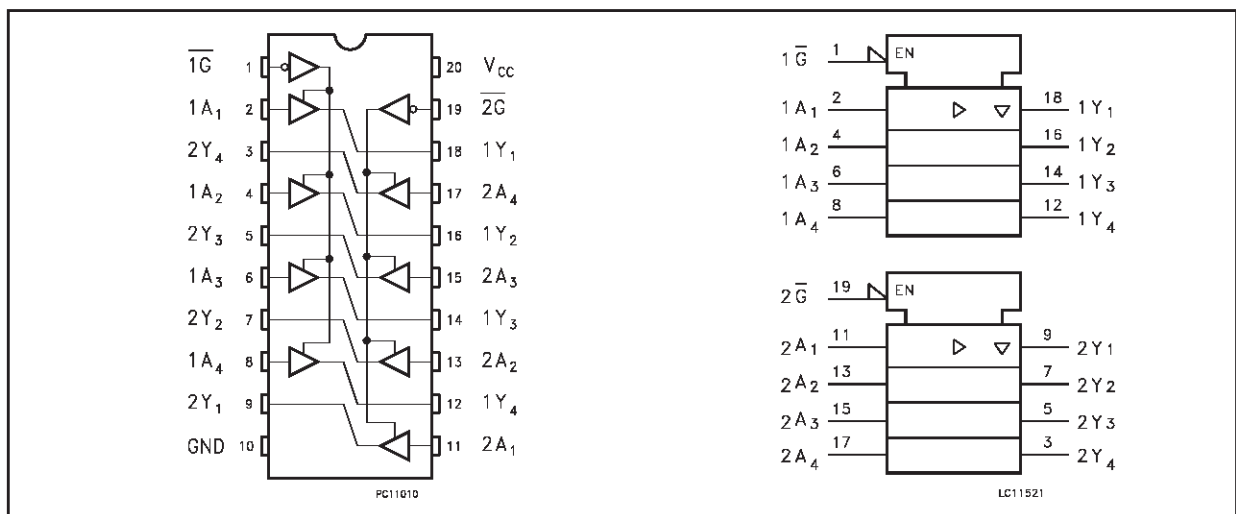 1G̅ 1 20 VCC
1A1 2 19 2G̅
2Y4 3 18 1Y1
1A2 4 17 2A4
2Y3 5 16 1Y2
1A3 6 15 2A3
2Y2 7 14 1Y3
1A4 8 13 2A2
2Y1 9 12 1Y4
GND 10 11 2A1
PC11010
1G̅ 1 EN
1A1 2 18 1Y1
1A2 4 16 1Y2
1A3 6 14 1Y3
1A4 8 12 1Y4
2G̅ 19 EN
2A1 11 9 2Y1
2A2 13 7 2Y2
2A3 15 5 2Y3
2A4 17 3 2Y4
LC11521